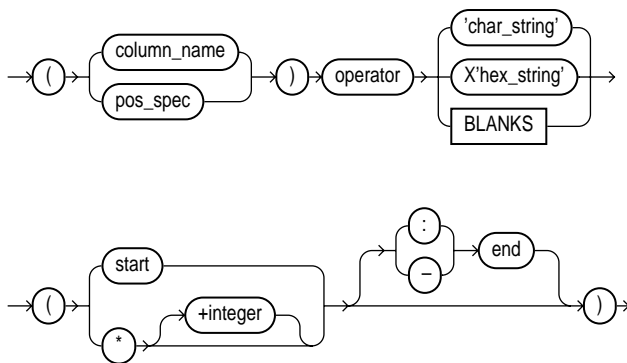 ( column_name ) operator 'char_string'
pos_spec X'hex_string'
BLANKS
( start : end )
* +integer –